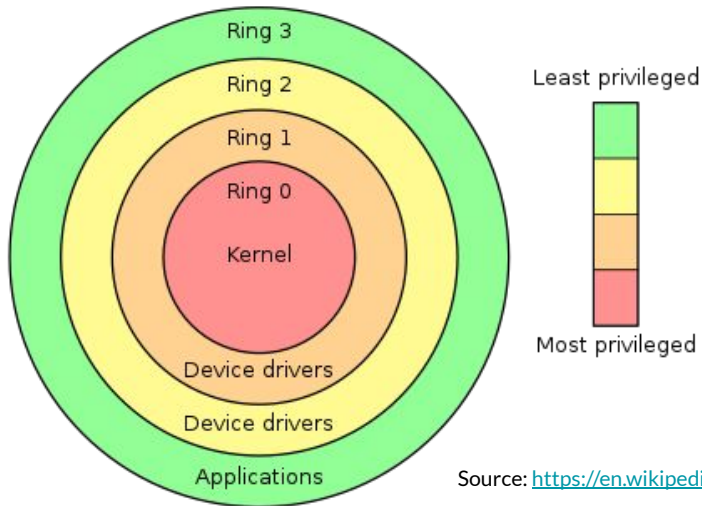 Ring 3
Ring 2
Ring 1
Ring 0
Kernel
Device drivers
Device drivers
Applications
Least privileged
Most privileged
Source: https://en.wikipedi